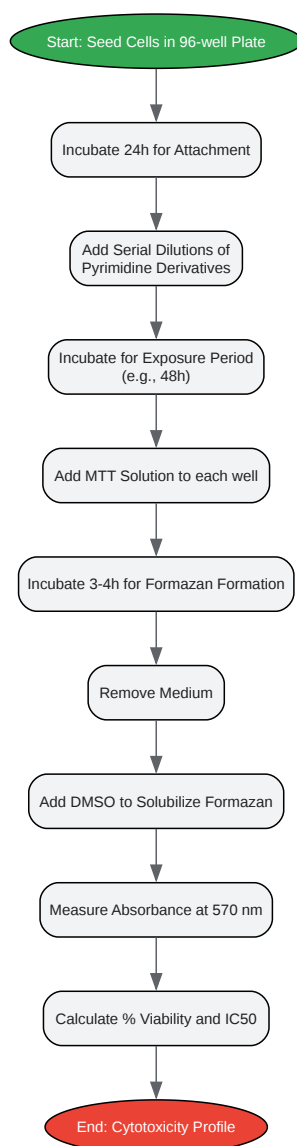 Start: Seed Cells in 96-well Plate
Incubate 24h for Attachment
Add Serial Dilutions of
Pyrimidine Derivatives
Incubate for Exposure Period
(e.g., 48h)
Add MTT Solution to each well
Incubate 3-4h for Formazan Formation
Remove Medium
Add DMSO to Solubilize Formazan
Measure Absorbance at 570 nm
Calculate % Viability and IC50
End: Cytotoxicity Profile